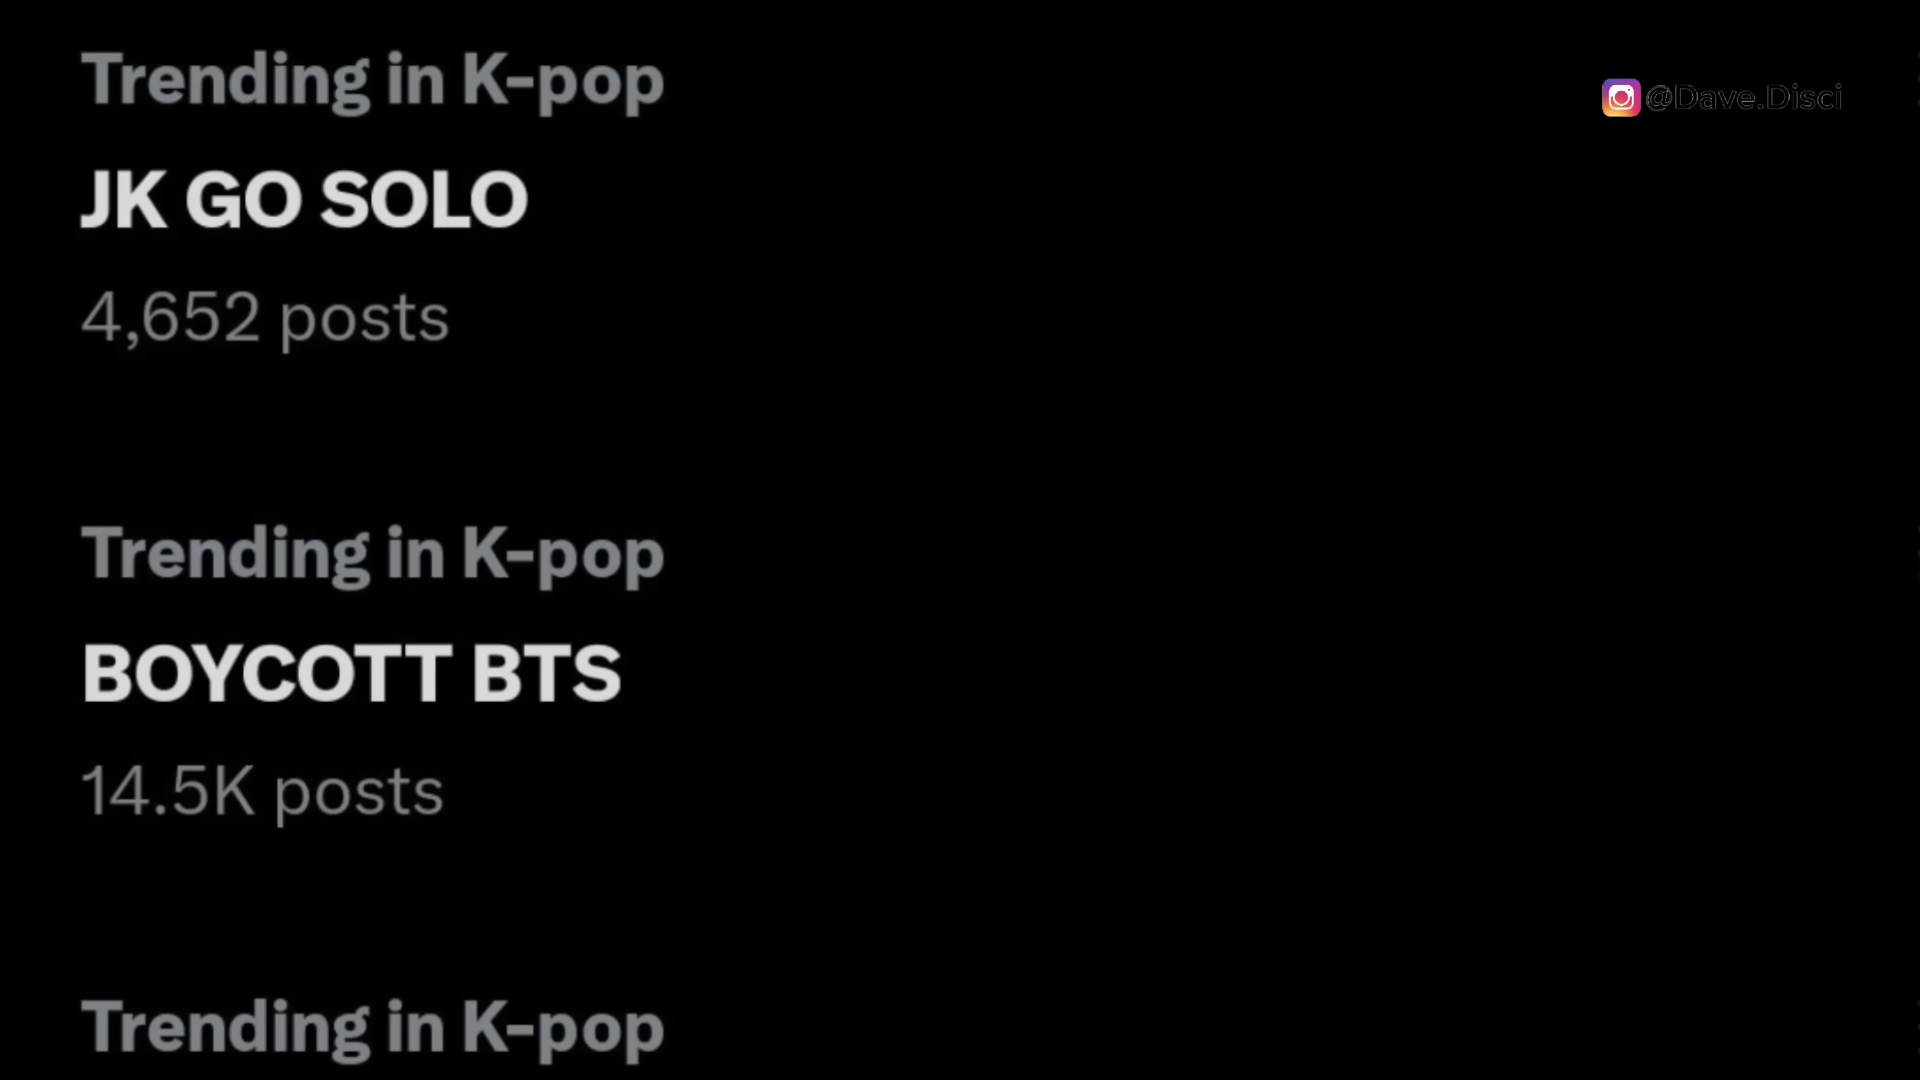 Trending in K-pop
@Dave.Disci
JK GO SOLO
4,652 posts
Trending in K-pop
BOYCOTT BTS
14.5K posts
Trending in K-pop